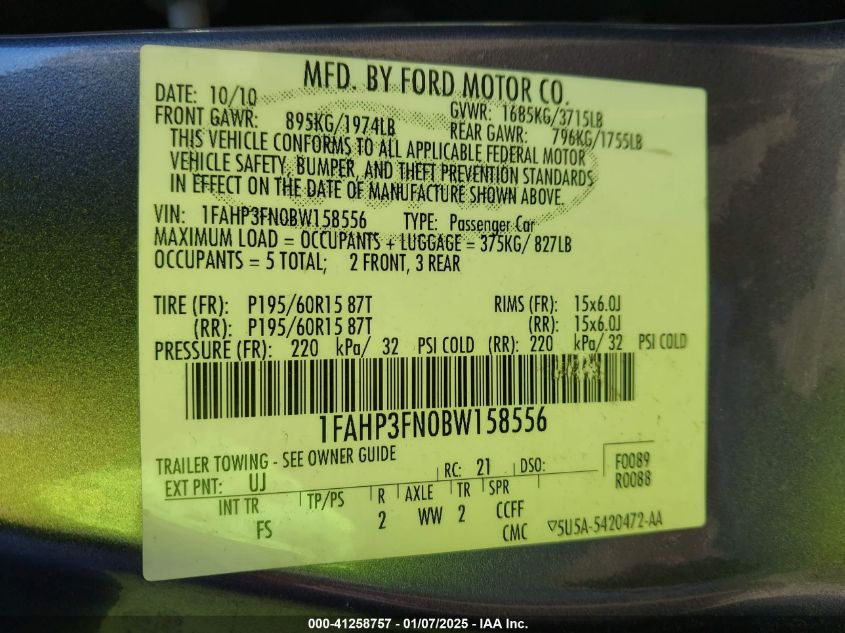 MFD. BY FORD MOTOR CO.
DATE: 10/10 GVWR: 1685KG/3715LB
FRONT GAWR: 895KG/1974LB REAR GAWR: 796KG/1755LB
THIS VEHICLE CONFORMS TO ALL APPLICABLE FEDERAL MOTOR
VEHICLE SAFETY, BUMPER, AND THEFT PREVENTION STANDARDS
IN EFFECT ON THE DATE OF MANUFACTURE SHOWN ABOVE.
VIN: 1FAHP3FN0BW158556 TYPE: Passenger Car
MAXIMUM LOAD = OCCUPANTS + LUGGAGE = 375KG/ 827LB
OCCUPANTS = 5 TOTAL; 2 FRONT, 3 REAR
TIRE (FR): P195/60R15 87T RIMS (FR): 15x6.0J
(RR): P195/60R15 87T (RR): 15x6.0J
PRESSURE (FR): 220 kPa/ 32 PSI COLD (RR): 220 kPa/ 32 PSI COLD
1FAHP3FN0BW158556
TRAILER TOWING - SEE OWNER GUIDE
EXT PNT: UJ RC: 21 DSO: F0089
R0088
INT TR TP/PS R AXLE TR SPR
FS 2 WW 2 CCFF
CMC ▽5U5A-5420472-AA
000-41258757 - 01/07/2025 - IAA Inc.